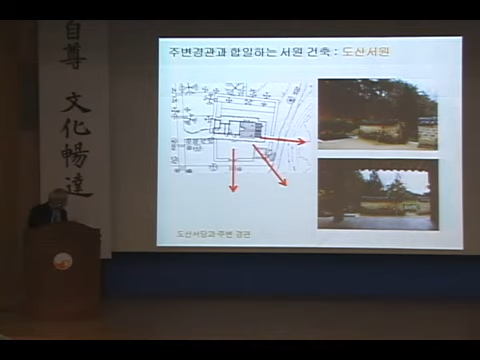 自尊 文化暢達
주변경관과 합일하는 서원 건축 : 도산서원
도산서당과 주변 경관